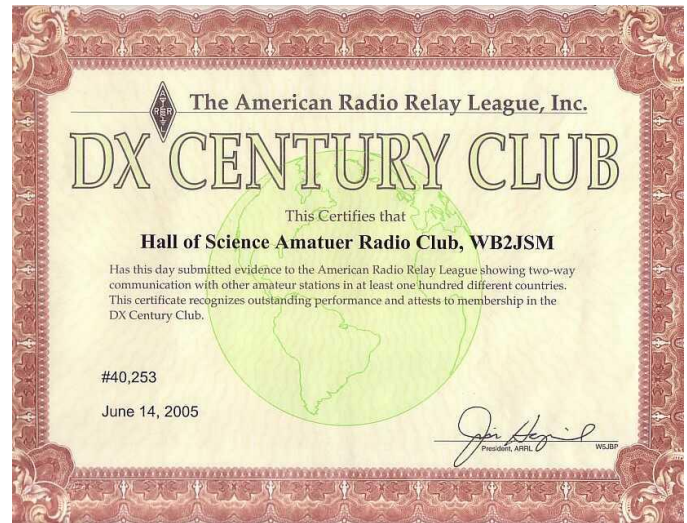 The American Radio Relay League, Inc.
ARRL
DX CENTURY CLUB
This Certifies that
Hall of Science Amatuer Radio Club, WB2JSM
Has this day submitted evidence to the American Radio Relay League showing two-way
communication with other amateur stations in at least one hundred different countries.
This certificate recognizes outstanding performance and attests to membership in the
DX Century Club.
#40,253
June 14, 2005
President, ARRL
W5JBP